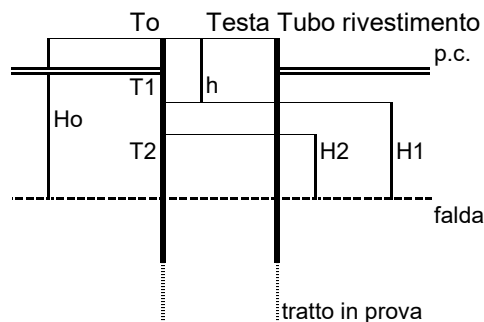 To Testa Tubo rivestimento
p.c.
T1 h
Ho
T2 H2 H1
falda
tratto in prova